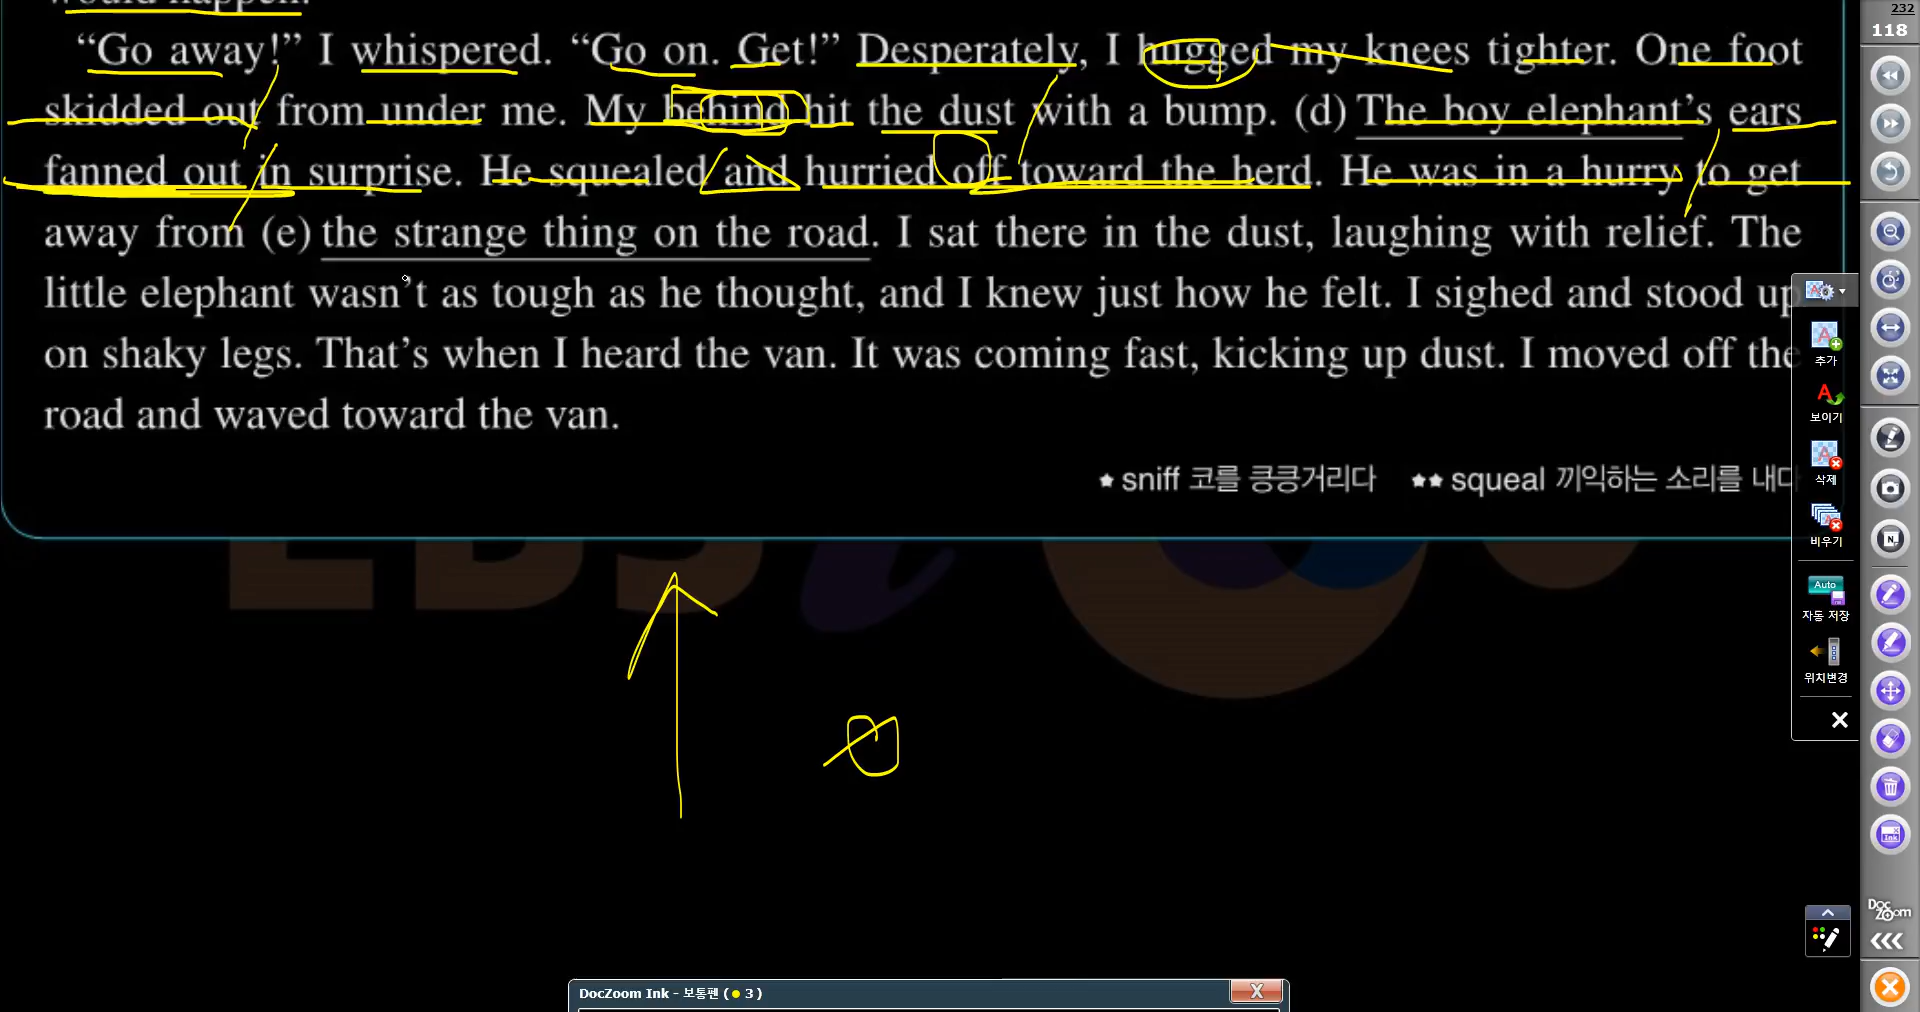 would happen.
“Go away!” I whispered. “Go on. Get!” Desperately, I hugged my knees tighter. One foot
skidded out from under me. My behind hit the dust with a bump. (d) The boy elephant’s ears
fanned out in surprise. He squealed and hurried off toward the herd. He was in a hurry to get
away from (e) the strange thing on the road. I sat there in the dust, laughing with relief. The
little elephant wasn’t as tough as he thought, and I knew just how he felt. I sighed and stood up
on shaky legs. That’s when I heard the van. It was coming fast, kicking up dust. I moved off the
road and waved toward the van.
★ sniff 코를 킁킁거리다 ★★ squeal 끼익하는 소리를 내다
EBSi
232
118
추가
보이기
삭제
비우기
Auto
자동 저장
위치변경
Ink
Doc
Zoom
DocZoom Ink - 보통펜 ( 3 )